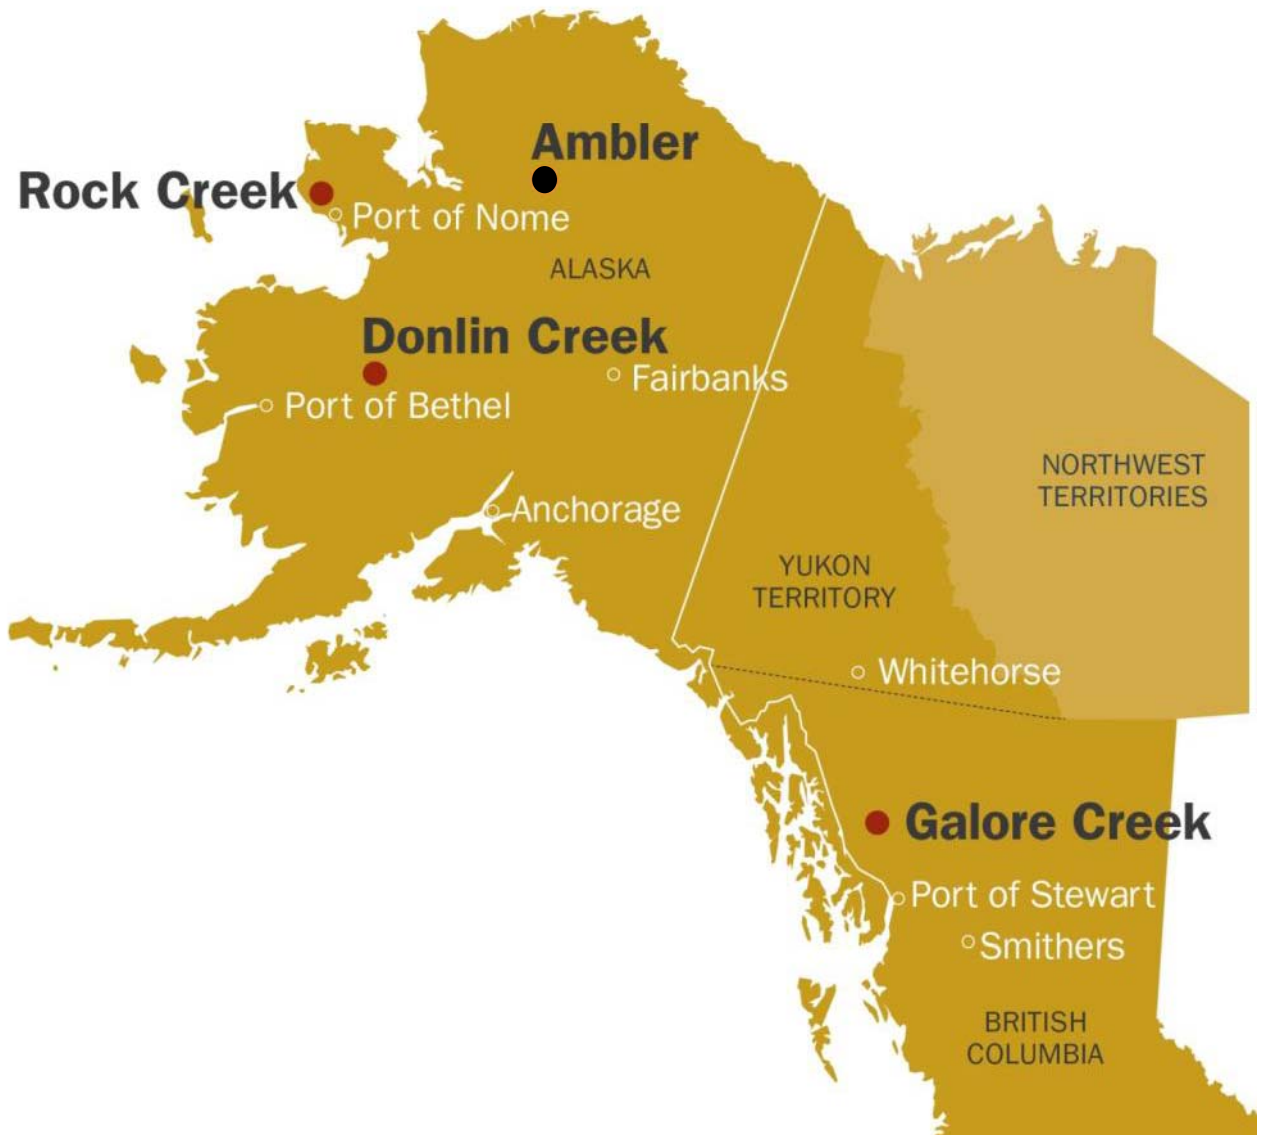 Ambler
Rock Creek
Port of Nome
ALASKA
Donlin Creek
Fairbanks
Port of Bethel
NORTHWEST
TERRITORIES
Anchorage
YUKON
TERRITORY
Whitehorse
Galore Creek
Port of Stewart
Smithers
BRITISH
COLUMBIA